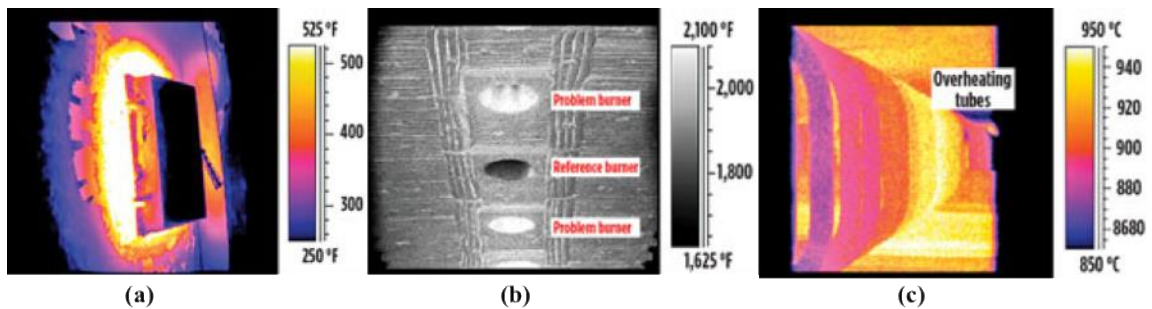 525 °F
500
400
300
250 °F
(a)
Problem burner
Reference burner
Problem burner
2,100 °F
2,000
1,800
1,625 °F
(b)
Overheating
tubes
950 °C
940
920
900
880
8680
850 °C
(c)